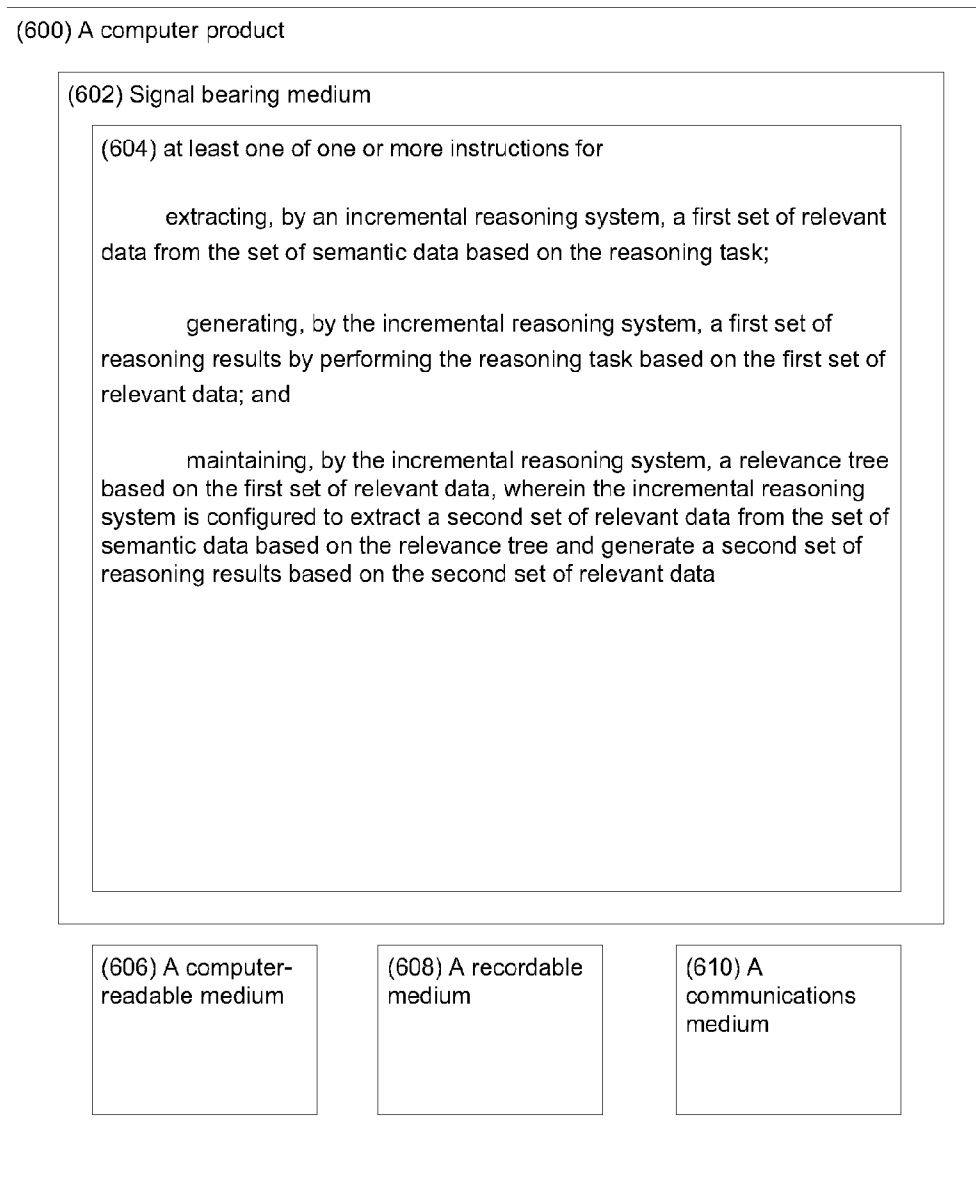 (600) A computer product
(602) Signal bearing medium
(604) at least one of one or more instructions for
extracting, by an incremental reasoning system, a first set of relevant
data from the set of semantic data based on the reasoning task;
generating, by the incremental reasoning system, a first set of
reasoning results by performing the reasoning task based on the first set of
relevant data; and
maintaining, by the incremental reasoning system, a relevance tree
based on the first set of relevant data, wherein the incremental reasoning
system is configured to extract a second set of relevant data from the set of
semantic data based on the relevance tree and generate a second set of
reasoning results based on the second set of relevant data
(606) A computer-
readable medium
(608) A recordable
medium
(610) A
communications
medium